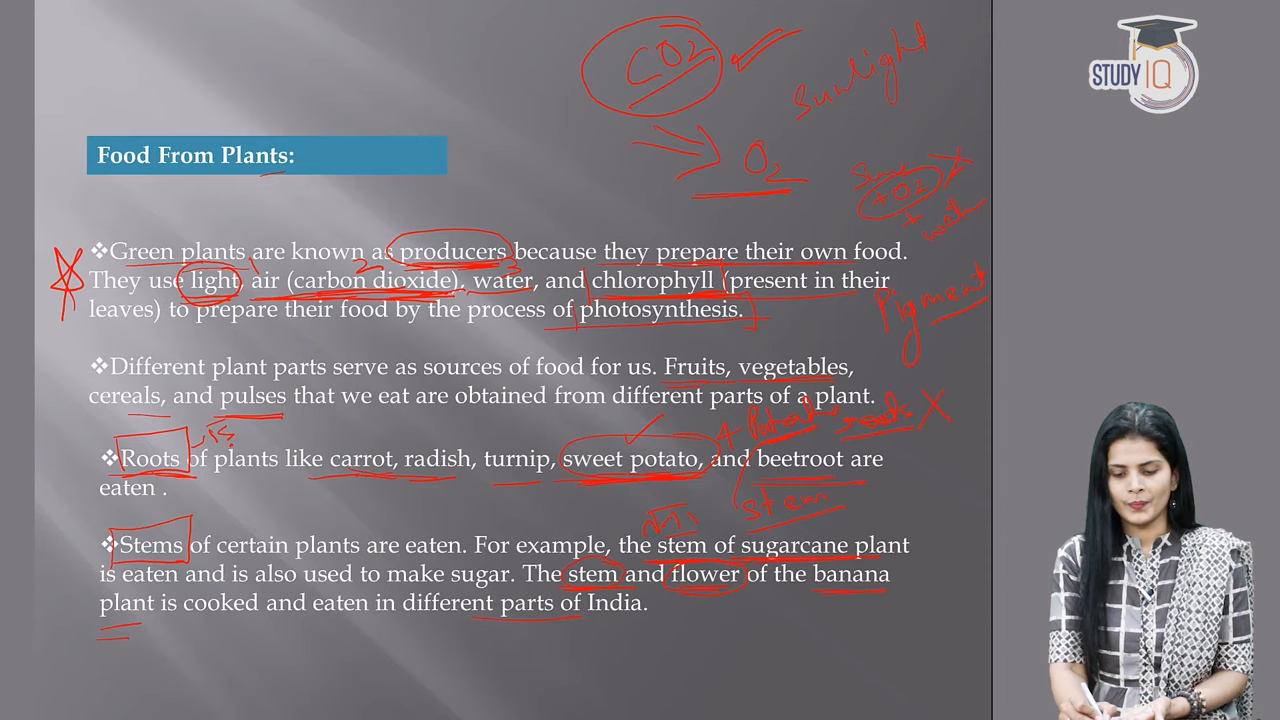 CO2
Sunlight
STUDY IQ
O2
Food From Plants:
+ O2 X
+
❖Green plants are known as producers because they prepare their own food.
1 2 3
They use light, air (carbon dioxide), water, and chlorophyll (present in their
leaves) to prepare their food by the process of photosynthesis.
Pigment
❖Different plant parts serve as sources of food for us. Fruits, vegetables,
cereals, and pulses that we eat are obtained from different parts of a plant.
roots X
❖Roots of plants like carrot, radish, turnip, sweet potato, and beetroot are
eaten .
Stem
❖Stems of certain plants are eaten. For example, the stem of sugarcane plant
is eaten and is also used to make sugar. The stem and flower of the banana
plant is cooked and eaten in different parts of India.